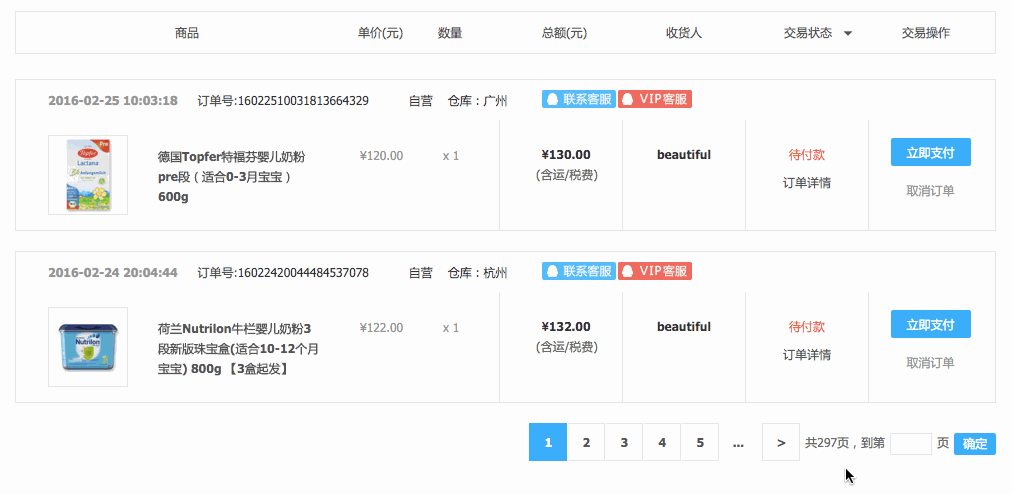 商品 单价(元) 数量 总额(元) 收货人 交易状态 交易操作
2016-02-25 10:03:18 订单号:16022510031813664329 自营 仓库：广州 联系客服 VIP客服
德国Topfer特福芬婴儿奶粉 ¥120.00 x 1 ¥130.00 beautiful 待付款 立即支付
pre段（适合0-3月宝宝） (含运/税费) 订单详情 取消订单
600g
Topfer
Lactana
Pre
2016-02-24 20:04:44 订单号:16022420044484537078 自营 仓库：杭州 联系客服 VIP客服
荷兰Nutrilon牛栏婴儿奶粉3 ¥122.00 x 1 ¥132.00 beautiful 待付款 立即支付
段新版珠宝盒(适合10-12个月 (含运/税费) 订单详情 取消订单
宝宝) 800g 【3盒起发】
Nutrilon
1 2 3 4 5 ... > 共297页，到第 页 确定